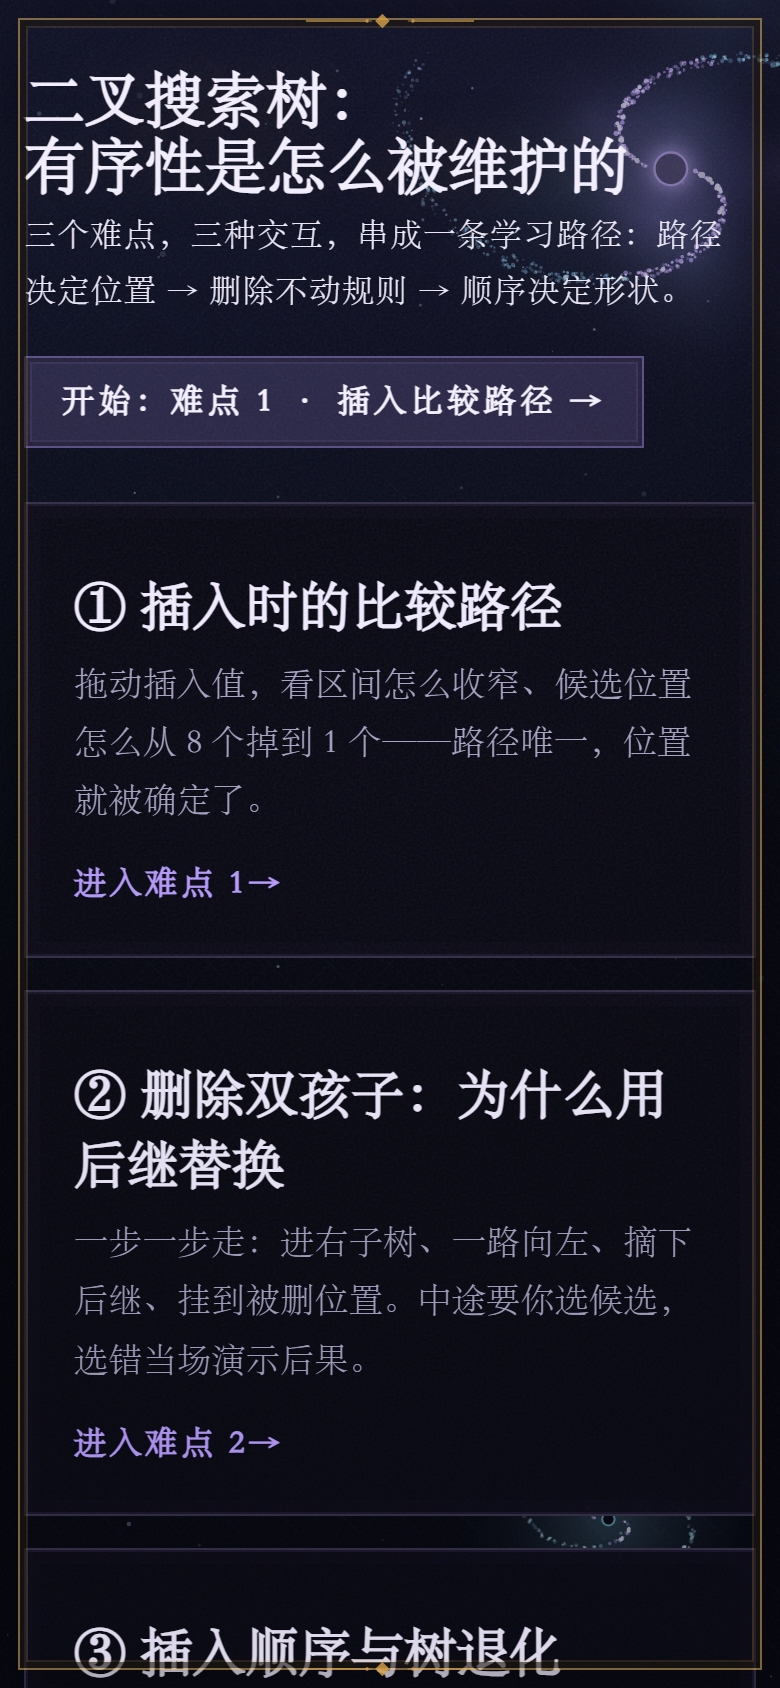 二叉搜索树：
有序性是怎么被维护的
三个难点，三种交互，串成一条学习路径：路径
决定位置 → 删除不动规则 → 顺序决定形状。
开始：难点 1 · 插入比较路径 →
① 插入时的比较路径
拖动插入值，看区间怎么收窄、候选位置
怎么从 8 个掉到 1 个——路径唯一，位置
就被确定了。
进入难点 1→
② 删除双孩子：为什么用
后继替换
一步一步走：进右子树、一路向左、摘下
后继、挂到被删位置。中途要你选候选，
选错当场演示后果。
进入难点 2→
③ 插入顺序与树退化